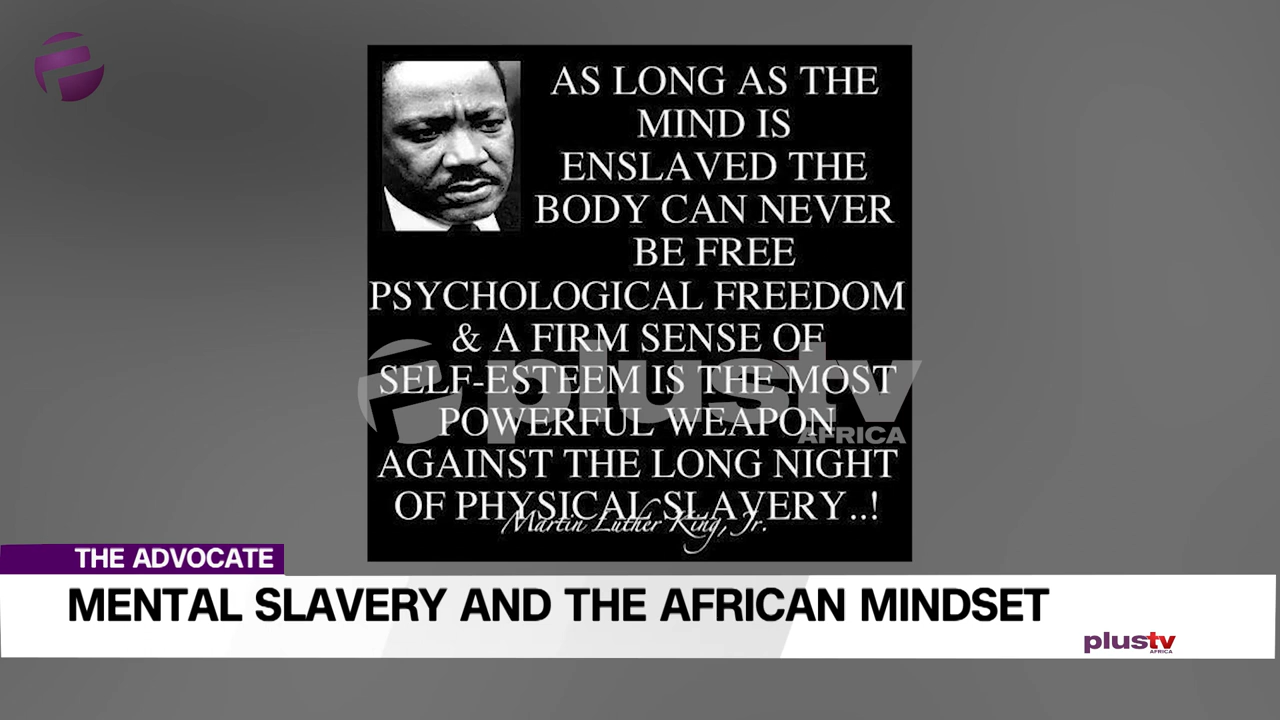 AS LONG AS THE
MIND IS
ENSLAVED THE
BODY CAN NEVER
BE FREE
PSYCHOLOGICAL FREEDOM
& A FIRM SENSE OF
SELF-ESTEEM IS THE MOST
POWERFUL WEAPON
AGAINST THE LONG NIGHT
OF PHYSICAL SLAVERY..!
Martin Luther King, Jr.
plustv
AFRICA
THE ADVOCATE
MENTAL SLAVERY AND THE AFRICAN MINDSET
plustv
AFRICA